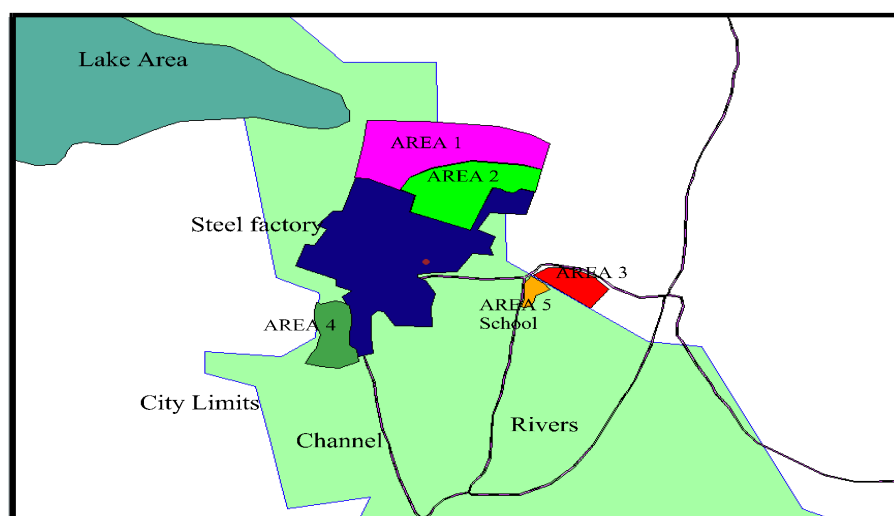 Lake Area
AREA 1
AREA 2
Steel factory
AREA 3
AREA 5
School
AREA 4
City Limits
Channel
Rivers